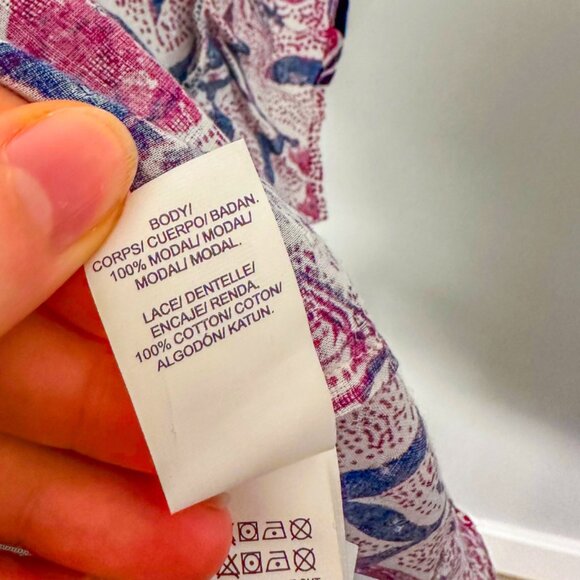 BODY/
CORPS/ CUERPO/ BADAN.
100% MODAL/ MODAL/
MODAL/ MODAL.
LACE/ DENTELLE/
ENCAJE/ RENDA.
100% COTTON/ COTON/
ALGODÓN/ KATUN.